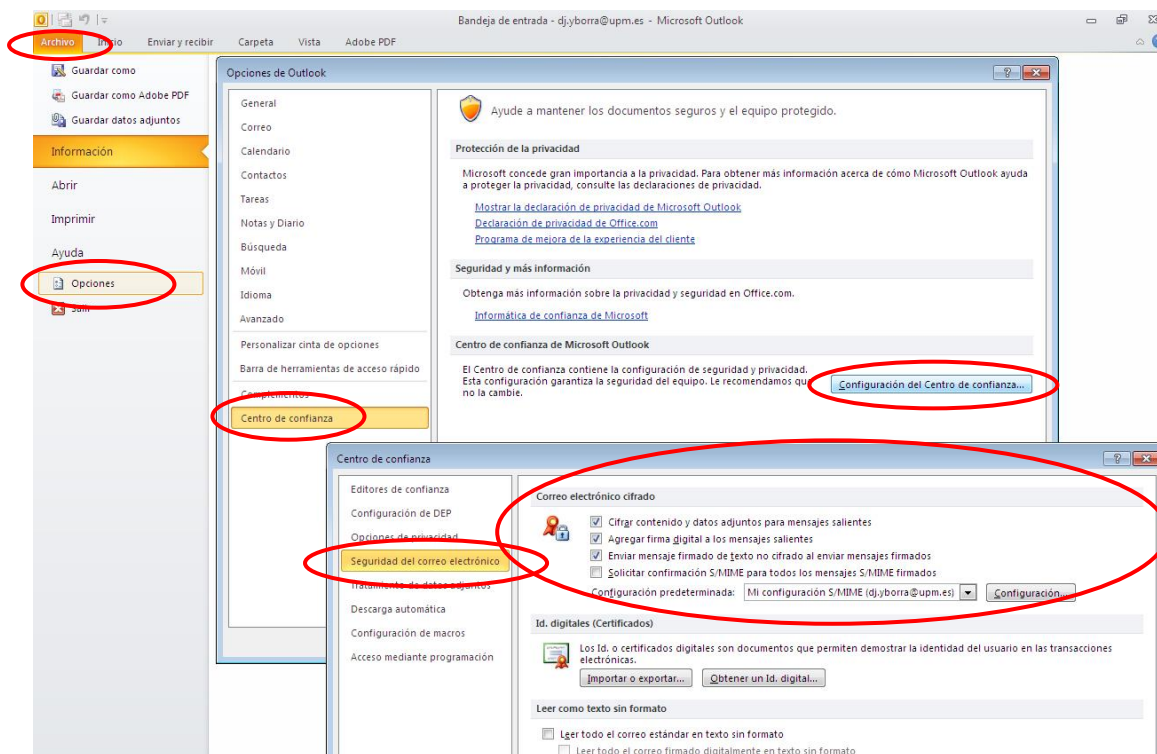 Bandeja de entrada - dj.yborra@upm.es - Microsoft Outlook
Archivo Inicio Enviar y recibir Carpeta Vista Adobe PDF
Guardar como
Guardar como Adobe PDF
Guardar datos adjuntos
Información
Abrir
Imprimir
Ayuda
Opciones
Salir
Opciones de Outlook
General
Correo
Calendario
Contactos
Tareas
Notas y Diario
Búsqueda
Móvil
Idioma
Avanzado
Personalizar cinta de opciones
Barra de herramientas de acceso rápido
Complementos
Centro de confianza
Ayude a mantener los documentos seguros y el equipo protegido.
Protección de la privacidad
Microsoft concede gran importancia a la privacidad. Para obtener más información acerca de cómo Microsoft Outlook ayuda
a proteger la privacidad, consulte las declaraciones de privacidad.
Mostrar la declaración de privacidad de Microsoft Outlook
Declaración de privacidad de Office.com
Programa de mejora de la experiencia del cliente
Seguridad y más información
Obtenga más información sobre la privacidad y seguridad en Office.com.
Informática de confianza de Microsoft
Centro de confianza de Microsoft Outlook
El Centro de confianza contiene la configuración de seguridad y privacidad.
Esta configuración garantiza la seguridad del equipo. Le recomendamos que
no la cambie.
Configuración del Centro de confianza...
Centro de confianza
Editores de confianza
Configuración de DEP
Opciones de privacidad
Seguridad del correo electrónico
Tratamiento de datos adjuntos
Descarga automática
Configuración de macros
Acceso mediante programación
Correo electrónico cifrado
Cifrar contenido y datos adjuntos para mensajes salientes
Agregar firma digital a los mensajes salientes
Enviar mensaje firmado de texto no cifrado al enviar mensajes firmados
Solicitar confirmación S/MIME para todos los mensajes S/MIME firmados
Configuración predeterminada: Mi configuración S/MIME (dj.yborra@upm.es) Configuración...
Id. digitales (Certificados)
Los Id. o certificados digitales son documentos que permiten demostrar la identidad del usuario en las transacciones
electrónicas.
Importar o exportar... Obtener un Id. digital...
Leer como texto sin formato
Leer todo el correo estándar en texto sin formato
Leer todo el correo firmado digitalmente en texto sin formato